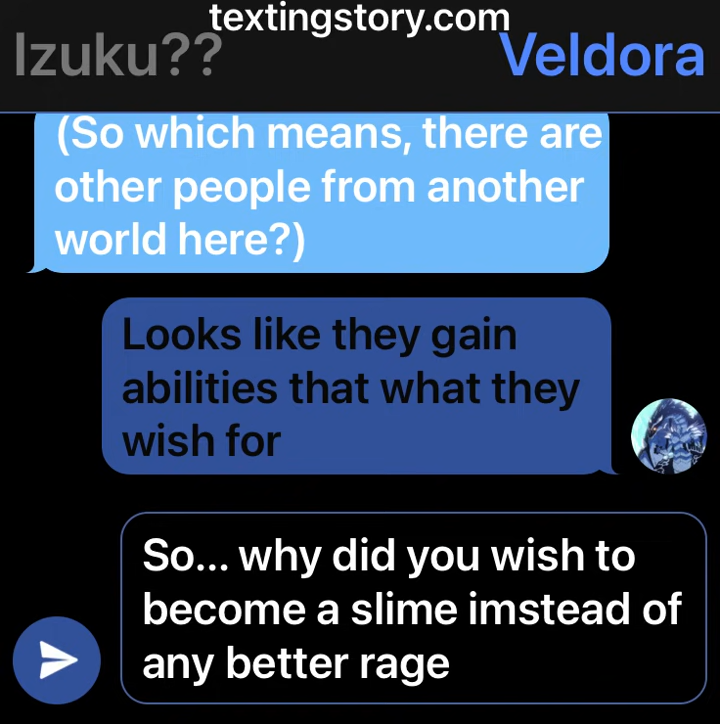 textingstory.com
Izuku?? Veldora
(So which means, there are
other people from another
world here?)
Looks like they gain
abilities that what they
wish for
So... why did you wish to
become a slime imstead of
any better rage